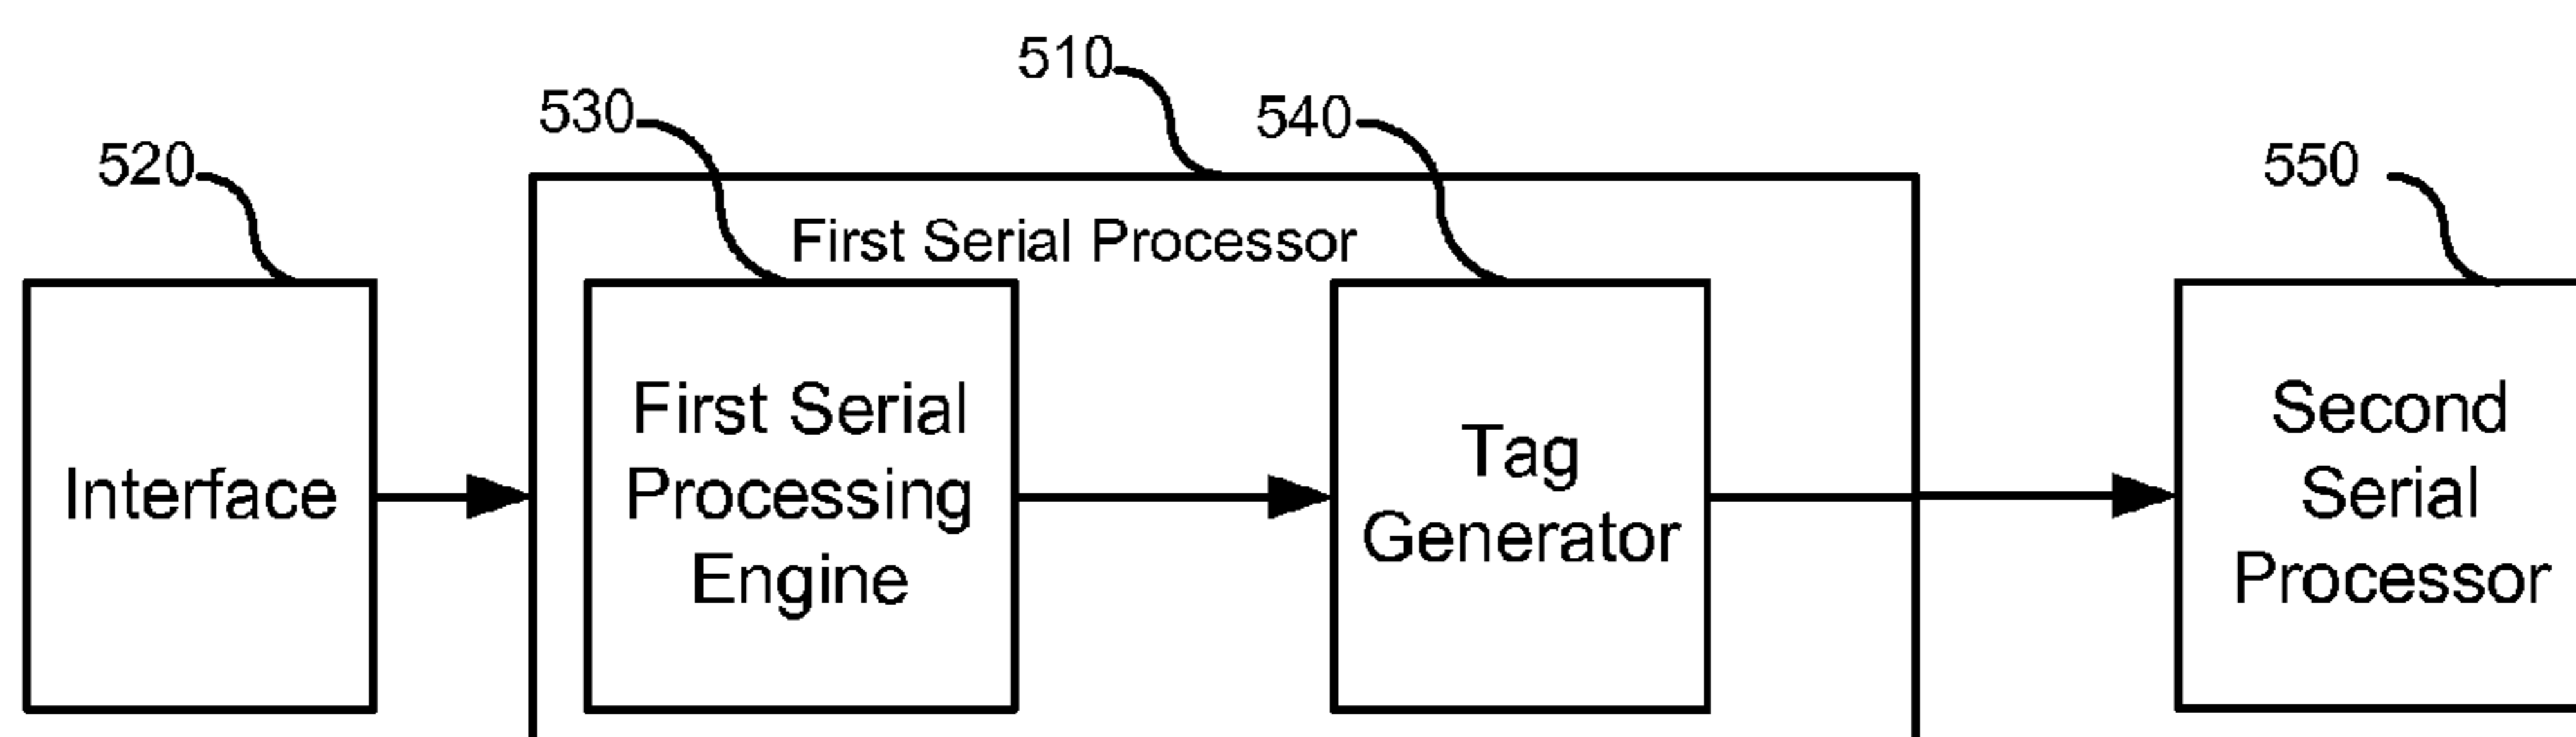 510
530
540
520
550
First Serial Processor
Interface
First Serial
Processing
Engine
Tag
Generator
Second
Serial
Processor